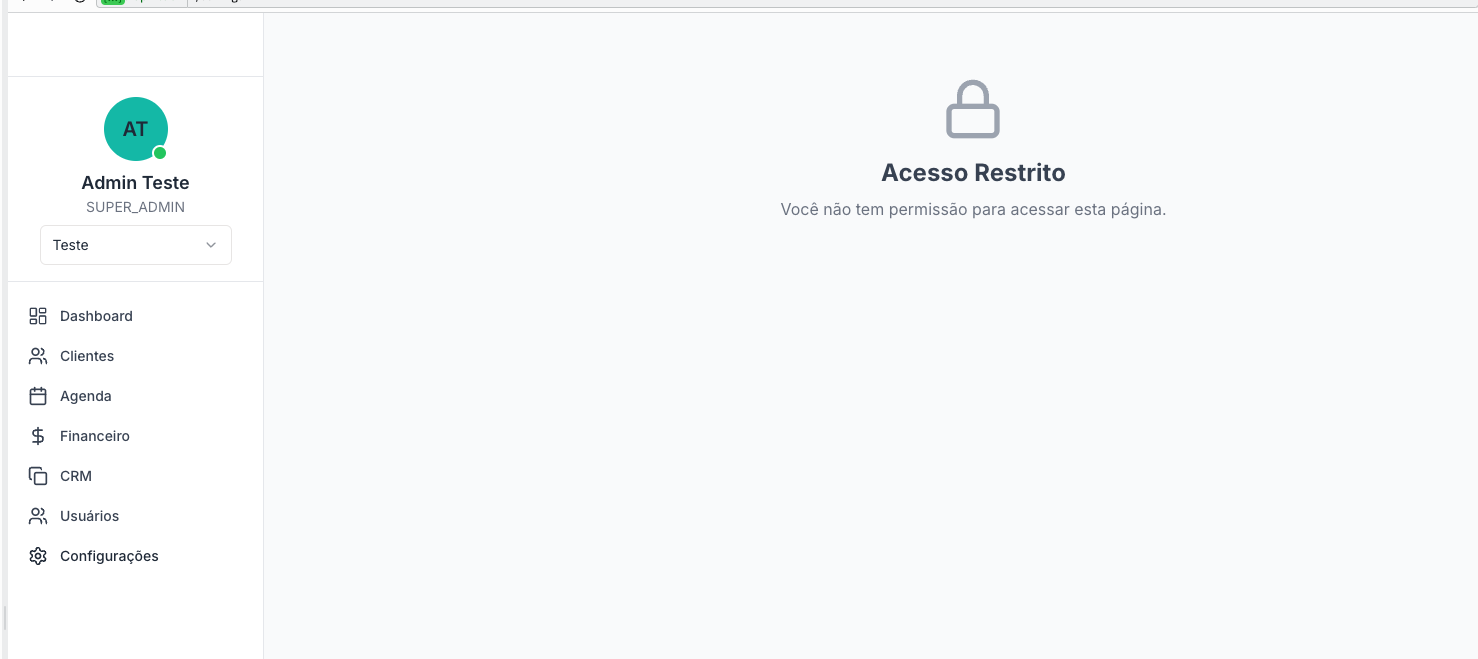 AT
Admin Teste
SUPER_ADMIN
Teste
Dashboard
Clientes
Agenda
Financeiro
CRM
Usuários
Configurações
Acesso Restrito
Você não tem permissão para acessar esta página.